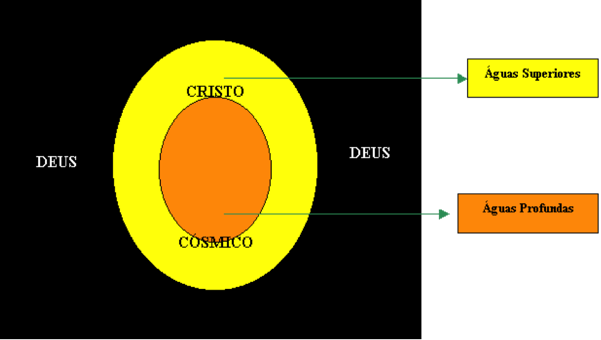 Águas Superiores
CRISTO
DEUS
DEUS
Águas Profundas
CÓSMICO